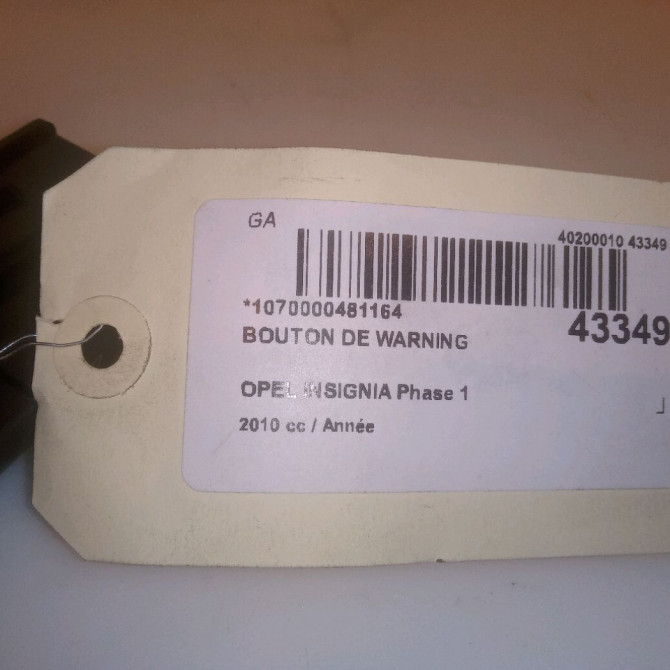 GA
40200010 43349
*1070000481164
43349
BOUTON DE WARNING
OPEL INSIGNIA Phase 1
2010 cc / Année